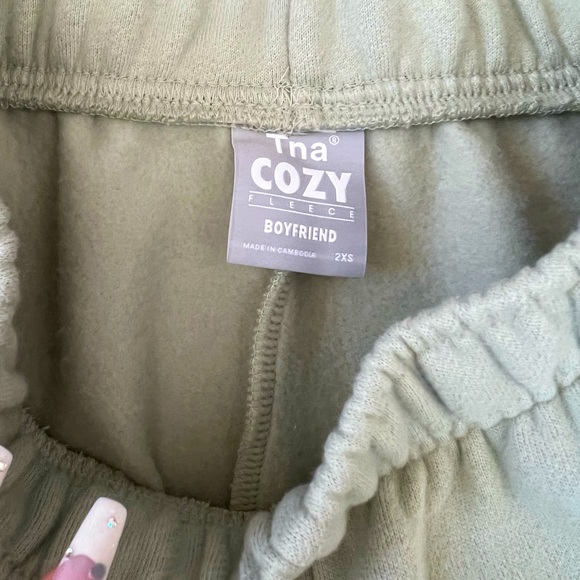 Tna®
COZY
FLEECE
BOYFRIEND
MADE IN CAMBODIA 2XS